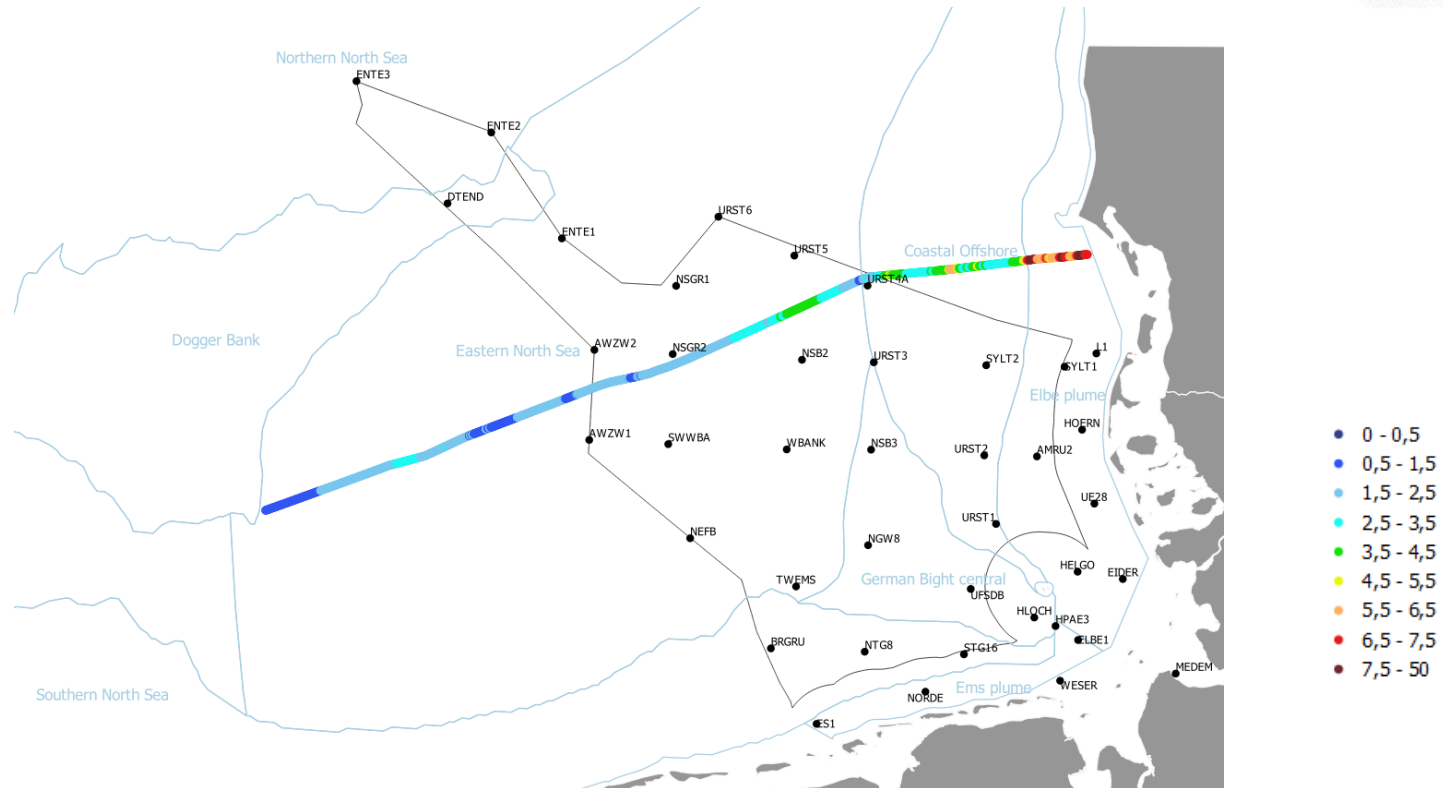 Northern North Sea
ENTE3
ENTE2
DTEND
URST6
ENTE1
URST5
Coastal Offshore
NSGR1
URST4A
Dogger Bank
Eastern North Sea
AWZW2
NSGR2
NSB2
URST3
SYLT2
L1
SYLT1
Elbe plume
AWZW1
SWWBA
WBANK
NSB3
URST2
AMRU2
HOERN
UE28
URST1
NEFB
NGW8
TWEMS
German Bight central
UFSDB
HELGO
EIDER
HLOCH
HPAE3
BRGRU
NTG8
STG16
ELBE1
MEDEM
Southern North Sea
NORDE
Ems plume
WESER
ES1
0 - 0,5
0,5 - 1,5
1,5 - 2,5
2,5 - 3,5
3,5 - 4,5
4,5 - 5,5
5,5 - 6,5
6,5 - 7,5
7,5 - 50